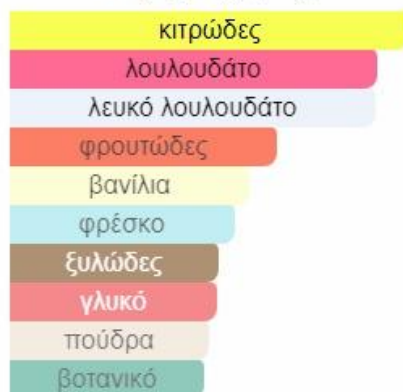 κιτρώδες
λουλουδάτο
λευκό λουλουδάτο
φρουτώδες
βανίλια
φρέσκο
ξυλώδες
γλυκό
πούδρα
βοτανικό